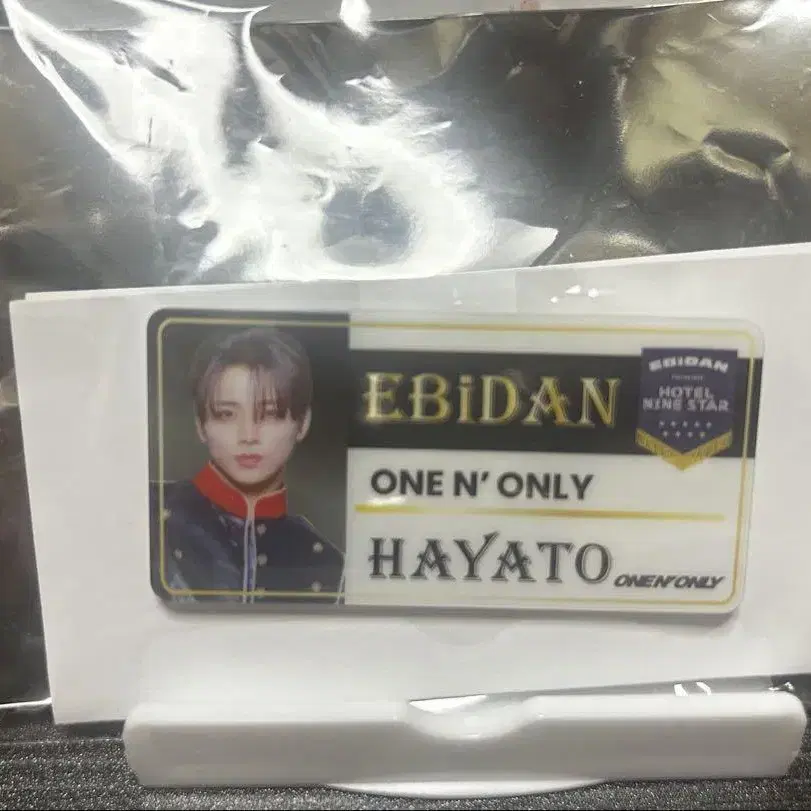 EBiDAN
EBiDAN
HOTEL
NINE STAR
ONE N' ONLY
HAYATO
ONE N' ONLY